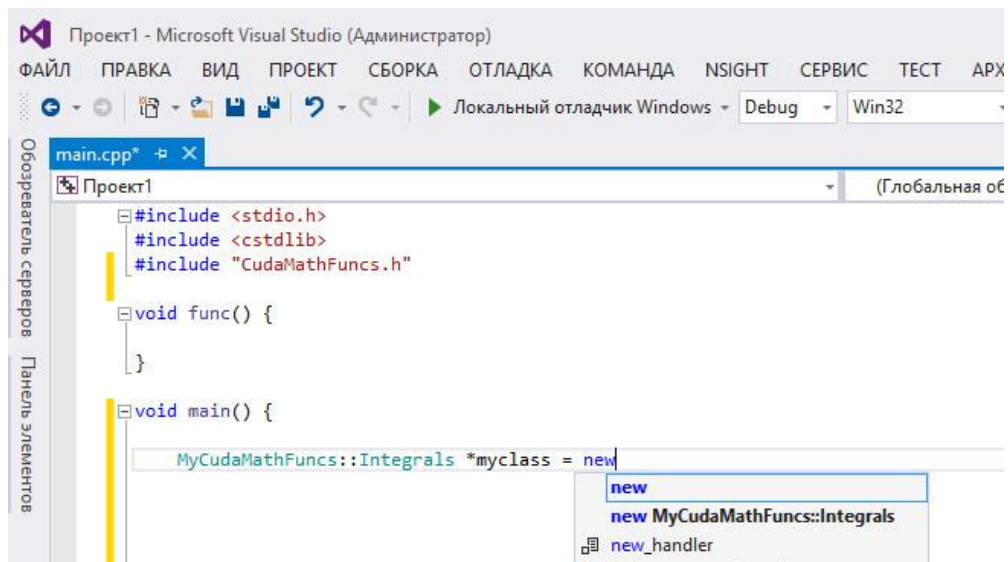 Проект1 - Microsoft Visual Studio (Администратор)
ФАЙЛ ПРАВКА ВИД ПРОЕКТ СБОРКА ОТЛАДКА КОМАНДА NSIGHT СЕРВИС ТЕСТ АРХ
Локальный отладчик Windows Debug Win32
Обозреватель серверов
Панель элементов
main.cpp*
Проект1 (Глобальная об
#include <stdio.h>
#include <cstdlib>
#include "CudaMathFuncs.h"
void func() {
}
void main() {
MyCudaMathFuncs::Integrals *myclass = new
new
new MyCudaMathFuncs::Integrals
new_handler